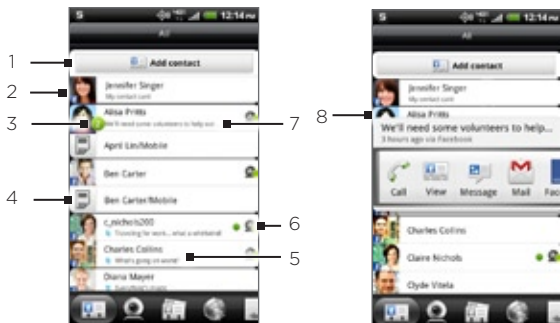 12:14 PM
All
1
Add contact
2
Jennifer Singer
My contact card
Alisa Pritts
3
We'll need some volunteers to help out
7
April Lin/Mobile
Ben Carter
4
Ben Carter/Mobile
c_nichols200
6
Traveling for work... what a whirlwind!
Charles Collins
What's going on world?
5
Diana Mayer
12:14 PM
All
Add contact
Jennifer Singer
My contact card
8
Alisa Pritts
We'll need some volunteers to help...
3 hours ago via Facebook
Call View Message Mail Face
Charles Collins
Claire Nichols
Clyde Vitela